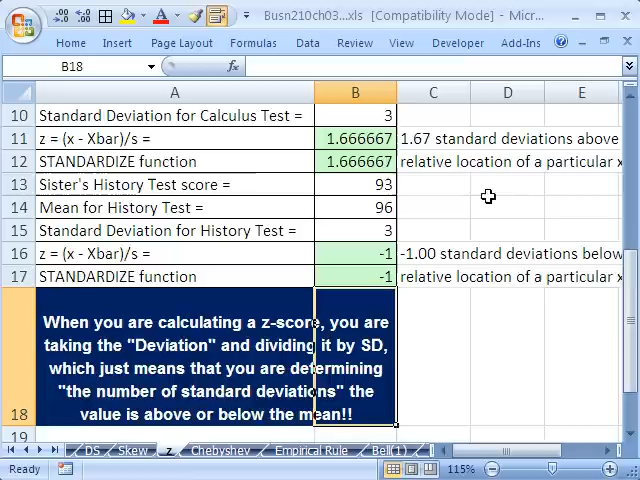 Busn210ch03...xls [Compatibility Mode] - Micr...
Home Insert Page Layout Formulas Data Review View Developer Add-Ins
B18 fx
A B C D E
10 Standard Deviation for Calculus Test = 3
11 z = (x - Xbar)/s = 1.666667 1.67 standard deviations above
12 STANDARDIZE function 1.666667 relative location of a particular x
13 Sister's History Test score = 93
14 Mean for History Test = 96
15 Standard Deviation for History Test = 3
16 z = (x - Xbar)/s = -1 -1.00 standard deviations below
17 STANDARDIZE function -1 relative location of a particular x
When you are calculating a z-score, you are
taking the "Deviation" and dividing it by SD,
which just means that you are determining
"the number of standard deviations" the
18 value is above or below the mean!!
19
DS Skew z Chebyshev Empirical Rule Bell(1)
Ready 115%